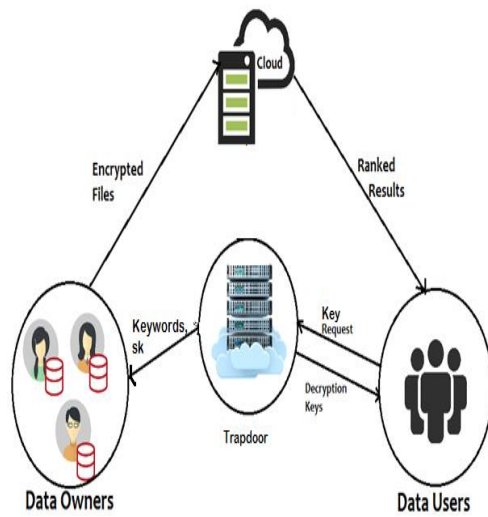 Cloud
Encrypted
Files
Ranked
Results
Keywords,
sk
Key
Request
Decryption
Keys
Trapdoor
Data Owners
Data Users